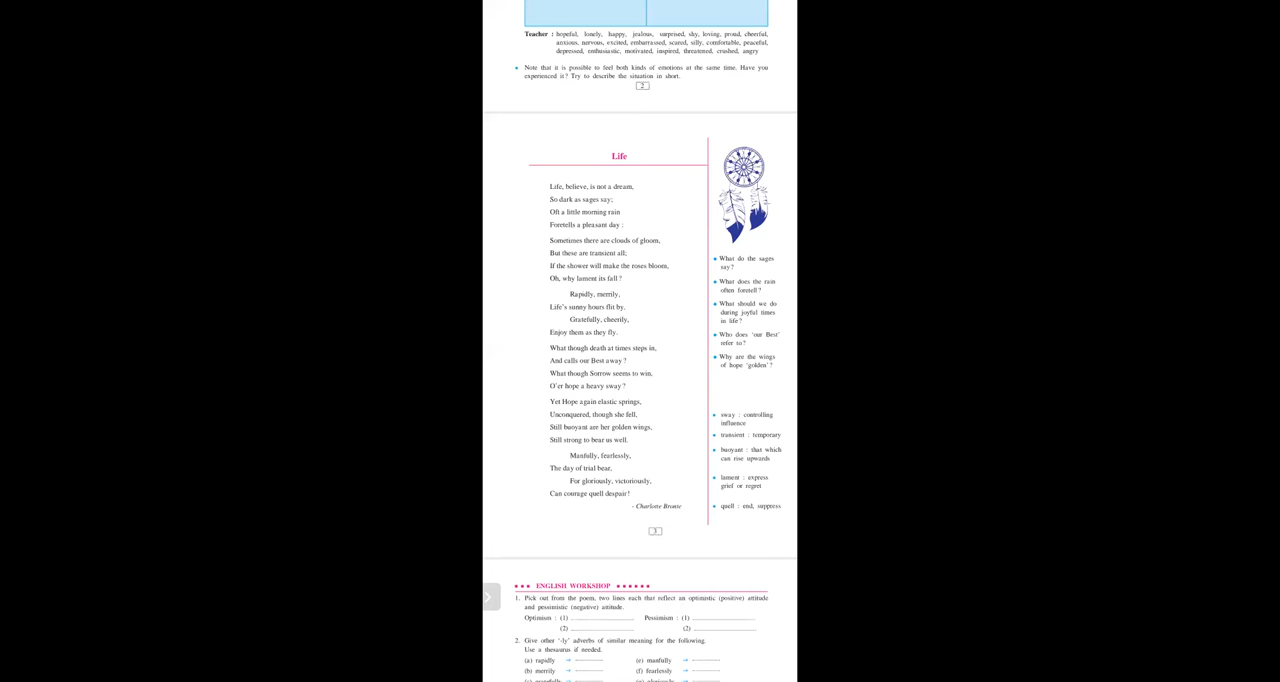 Teacher : hopeful, lonely, happy, jealous, surprised, shy, loving, proud, cheerful,
anxious, nervous, excited, embarrassed, scared, silly, comfortable, peaceful,
depressed, enthusiastic, motivated, inspired, threatened, crushed, angry
• Note that it is possible to feel both kinds of emotions at the same time. Have you
experienced it? Try to describe the situation in short.
2
Life
Life, believe, is not a dream,
So dark as sages say;
Oft a little morning rain
Foretells a pleasant day :
Sometimes there are clouds of gloom,
But these are transient all;
If the shower will make the roses bloom,
Oh, why lament its fall?
Rapidly, merrily,
Life's sunny hours flit by,
Gratefully, cheerily,
Enjoy them as they fly.
What though death at times steps in,
And calls our Best away?
What though Sorrow seems to win,
O'er hope a heavy sway?
Yet Hope again elastic springs,
Unconquered, though she fell,
Still buoyant are her golden wings,
Still strong to bear us well.
Manfully, fearlessly,
The day of trial bear,
For gloriously, victoriously,
Can courage quell despair!
- Charlotte Bronte
• What do the sages
say?
• What does the rain
often foretell?
• What should we do
during joyful times
in life?
• Who does 'our Best'
refer to?
• Why are the wings
of hope 'golden'?
• sway : controlling
influence
• transient : temporary
• buoyant : that which
can rise upwards
• lament : express
grief or regret
• quell : end, suppress
3
ENGLISH WORKSHOP
1. Pick out from the poem, two lines each that reflect an optimistic (positive) attitude
and pessimistic (negative) attitude.
Optimism : (1) .............................. Pessimism : (1) ..............................
(2) .............................. (2) ..............................
2. Give other '-ly' adverbs of similar meaning for the following.
Use a thesaurus if needed.
(a) rapidly → ............ (e) manfully → ............
(b) merrily → ............ (f) fearlessly → ............